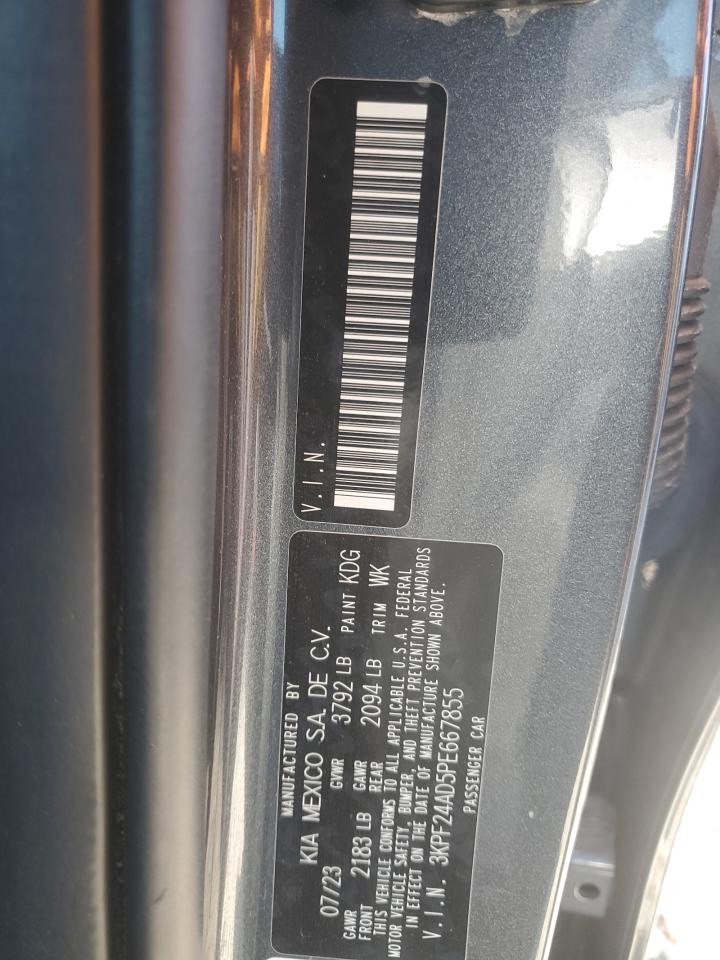 V.I.N.
MANUFACTURED BY
KIA MEXICO S.A. DE C.V.
07/23 GVWR 3792 LB PAINT KDG
GAWR GAWR
FRONT 2183 LB REAR 2094 LB TRIM WK
THIS VEHICLE CONFORMS TO ALL APPLICABLE U.S.A. FEDERAL
MOTOR VEHICLE SAFETY, BUMPER, AND THEFT PREVENTION STANDARDS
IN EFFECT ON THE DATE OF MANUFACTURE SHOWN ABOVE.
V.I.N. 3KPF24AD5PE667855
PASSENGER CAR